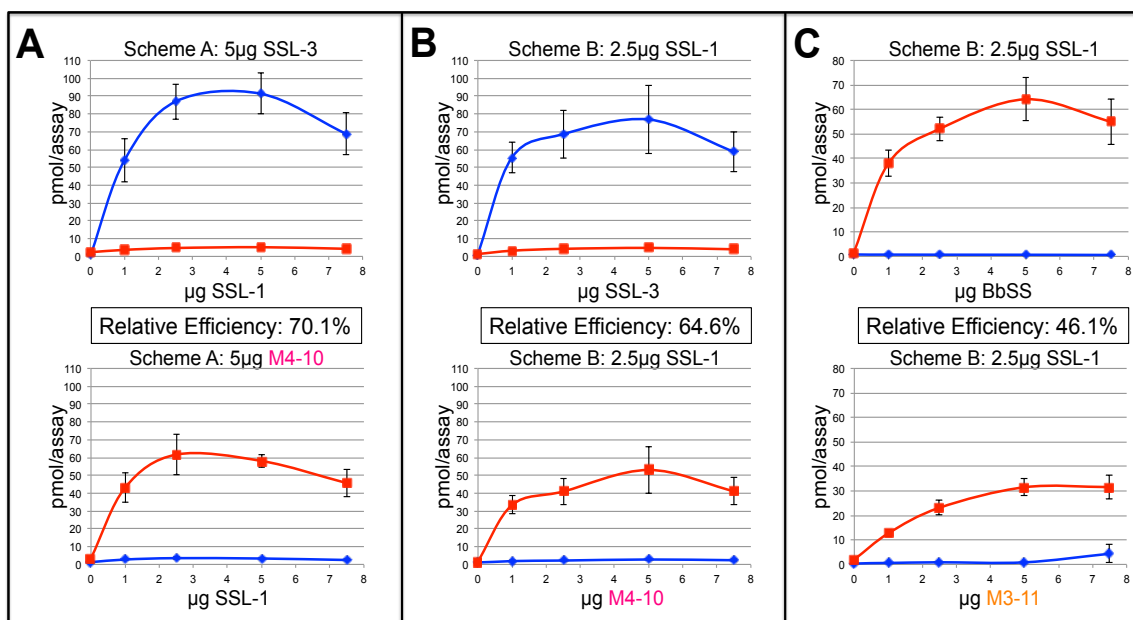 A
Scheme A: 5µg SSL-3
110
100
90
80
70
60
50
40
30
20
10
0
pmol/assay
0 1 2 3 4 5 6 7 8
µg SSL-1
Relative Efficiency: 70.1%
Scheme A: 5µg M4-10
110
100
90
80
70
60
50
40
30
20
10
0
pmol/assay
0 1 2 3 4 5 6 7 8
µg SSL-1
B
Scheme B: 2.5µg SSL-1
110
100
90
80
70
60
50
40
30
20
10
0
pmol/assay
0 1 2 3 4 5 6 7 8
µg SSL-3
Relative Efficiency: 64.6%
Scheme B: 2.5µg SSL-1
110
100
90
80
70
60
50
40
30
20
10
0
pmol/assay
0 1 2 3 4 5 6 7 8
µg M4-10
C
Scheme B: 2.5µg SSL-1
80
70
60
50
40
30
20
10
0
pmol/assay
0 1 2 3 4 5 6 7 8
µg BbSS
Relative Efficiency: 46.1%
Scheme B: 2.5µg SSL-1
80
70
60
50
40
30
20
10
0
pmol/assay
0 1 2 3 4 5 6 7 8
µg M3-11